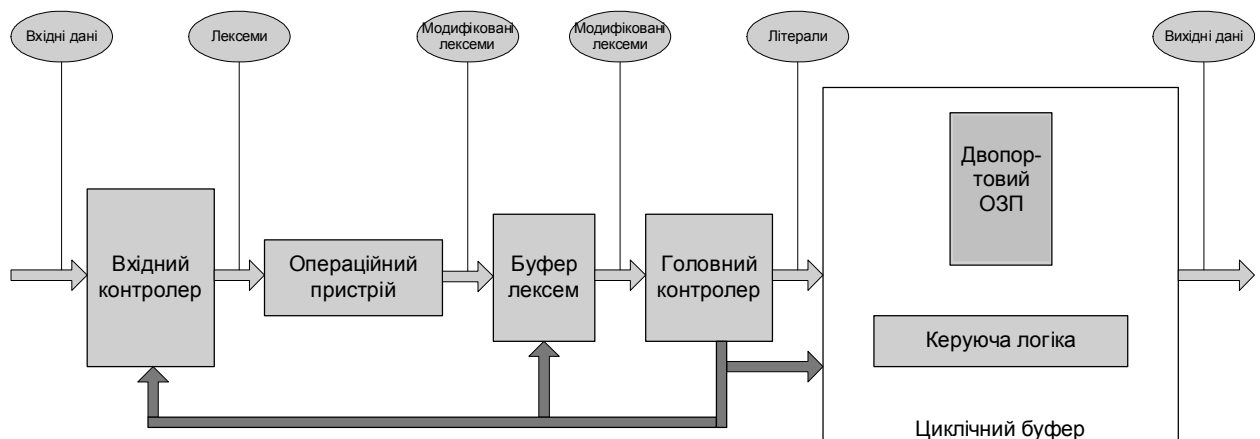 Вхідні дані
Лексеми
Модифіковані
лексеми
Модифіковані
лексеми
Літерали
Вихідні дані
Двопор-
товий
ОЗП
Вхідний
контролер
Операційний
пристрій
Буфер
лексем
Головний
контролер
Керуюча логіка
Циклічний буфер